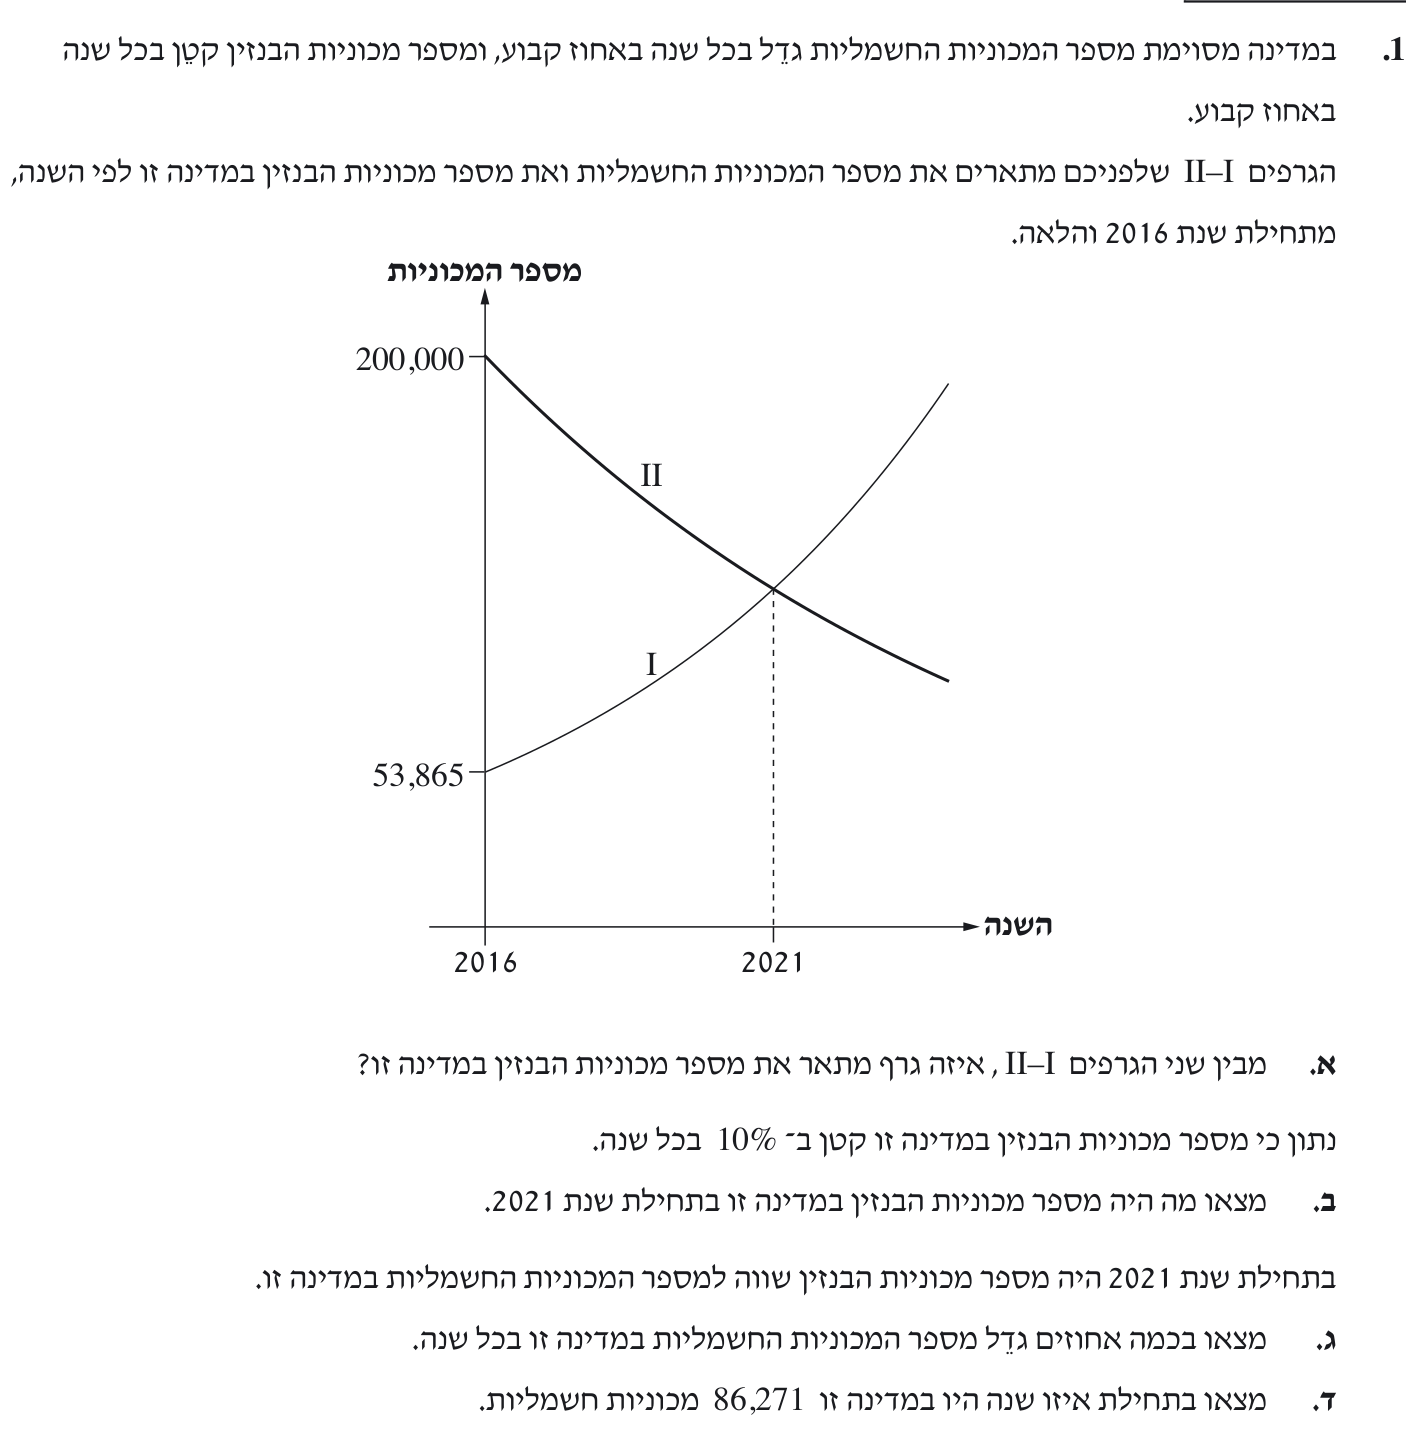 1. במדינה מסוימת מספר המכוניות החשמליות גדֵל בכל שנה באחוז קבוע, ומספר מכוניות הבנזין קטֵן בכל שנה
באחוז קבוע.
הגרפים I–II שלפניכם מתארים את מספר המכוניות החשמליות ואת מספר מכוניות הבנזין במדינה זו לפי השנה,
מתחילת שנת 2016 והלאה.
מספר המכוניות
200,000
II
I
53,865
השנה
2016 2021
א. מבין שני הגרפים I–II , איזה גרף מתאר את מספר מכוניות הבנזין במדינה זו?
נתון כי מספר מכוניות הבנזין במדינה זו קטן ב־ 10% בכל שנה.
ב. מצאו מה היה מספר מכוניות הבנזין במדינה זו בתחילת שנת 2021.
בתחילת שנת 2021 היה מספר מכוניות הבנזין שווה למספר המכוניות החשמליות במדינה זו.
ג. מצאו בכמה אחוזים גדֵל מספר המכוניות החשמליות במדינה זו בכל שנה.
ד. מצאו בתחילת איזו שנה היו במדינה זו 86,271 מכוניות חשמליות.